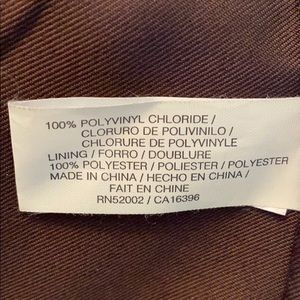 100% POLYVINYL CHLORIDE /
CLORURO DE POLIVINILO /
CHLORURE DE POLYVINYLE
LINING / FORRO / DOUBLURE
100% POLYESTER / POLIESTER / POLYESTER
MADE IN CHINA / HECHO EN CHINA /
FAIT EN CHINE
RN52002 / CA16396